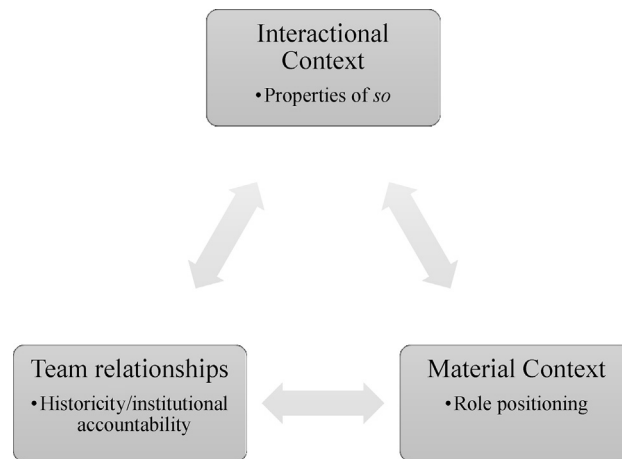 Interactional
Context
•Properties of so
Team relationships
•Historicity/institutional
accountability
Material Context
•Role positioning